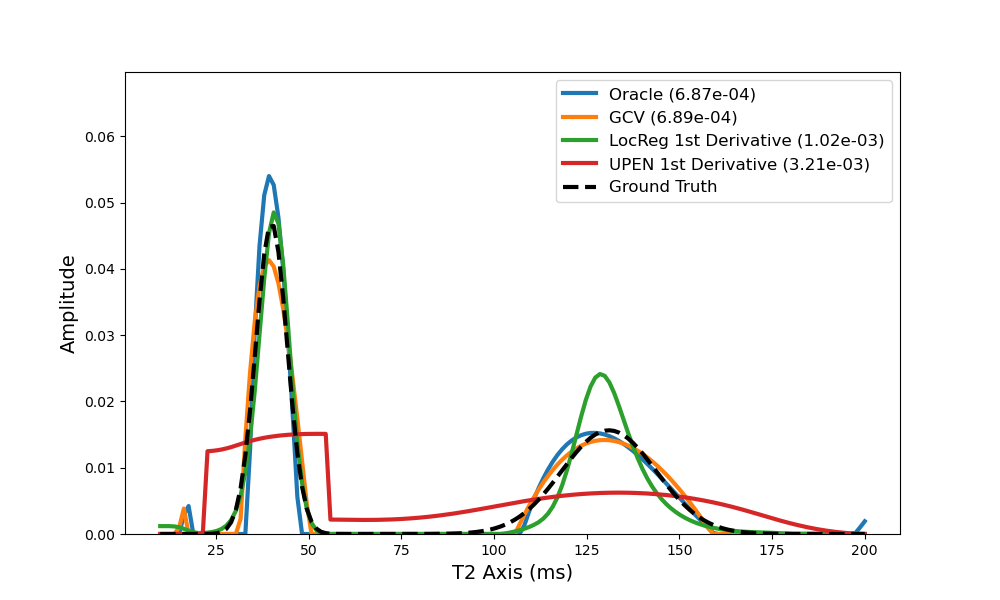 Oracle (6.87e-04)
GCV (6.89e-04)
LocReg 1st Derivative (1.02e-03)
UPEN 1st Derivative (3.21e-03)
Ground Truth
Amplitude
0.06
0.05
0.04
0.03
0.02
0.01
0.00
25 50 75 100 125 150 175 200
T2 Axis (ms)